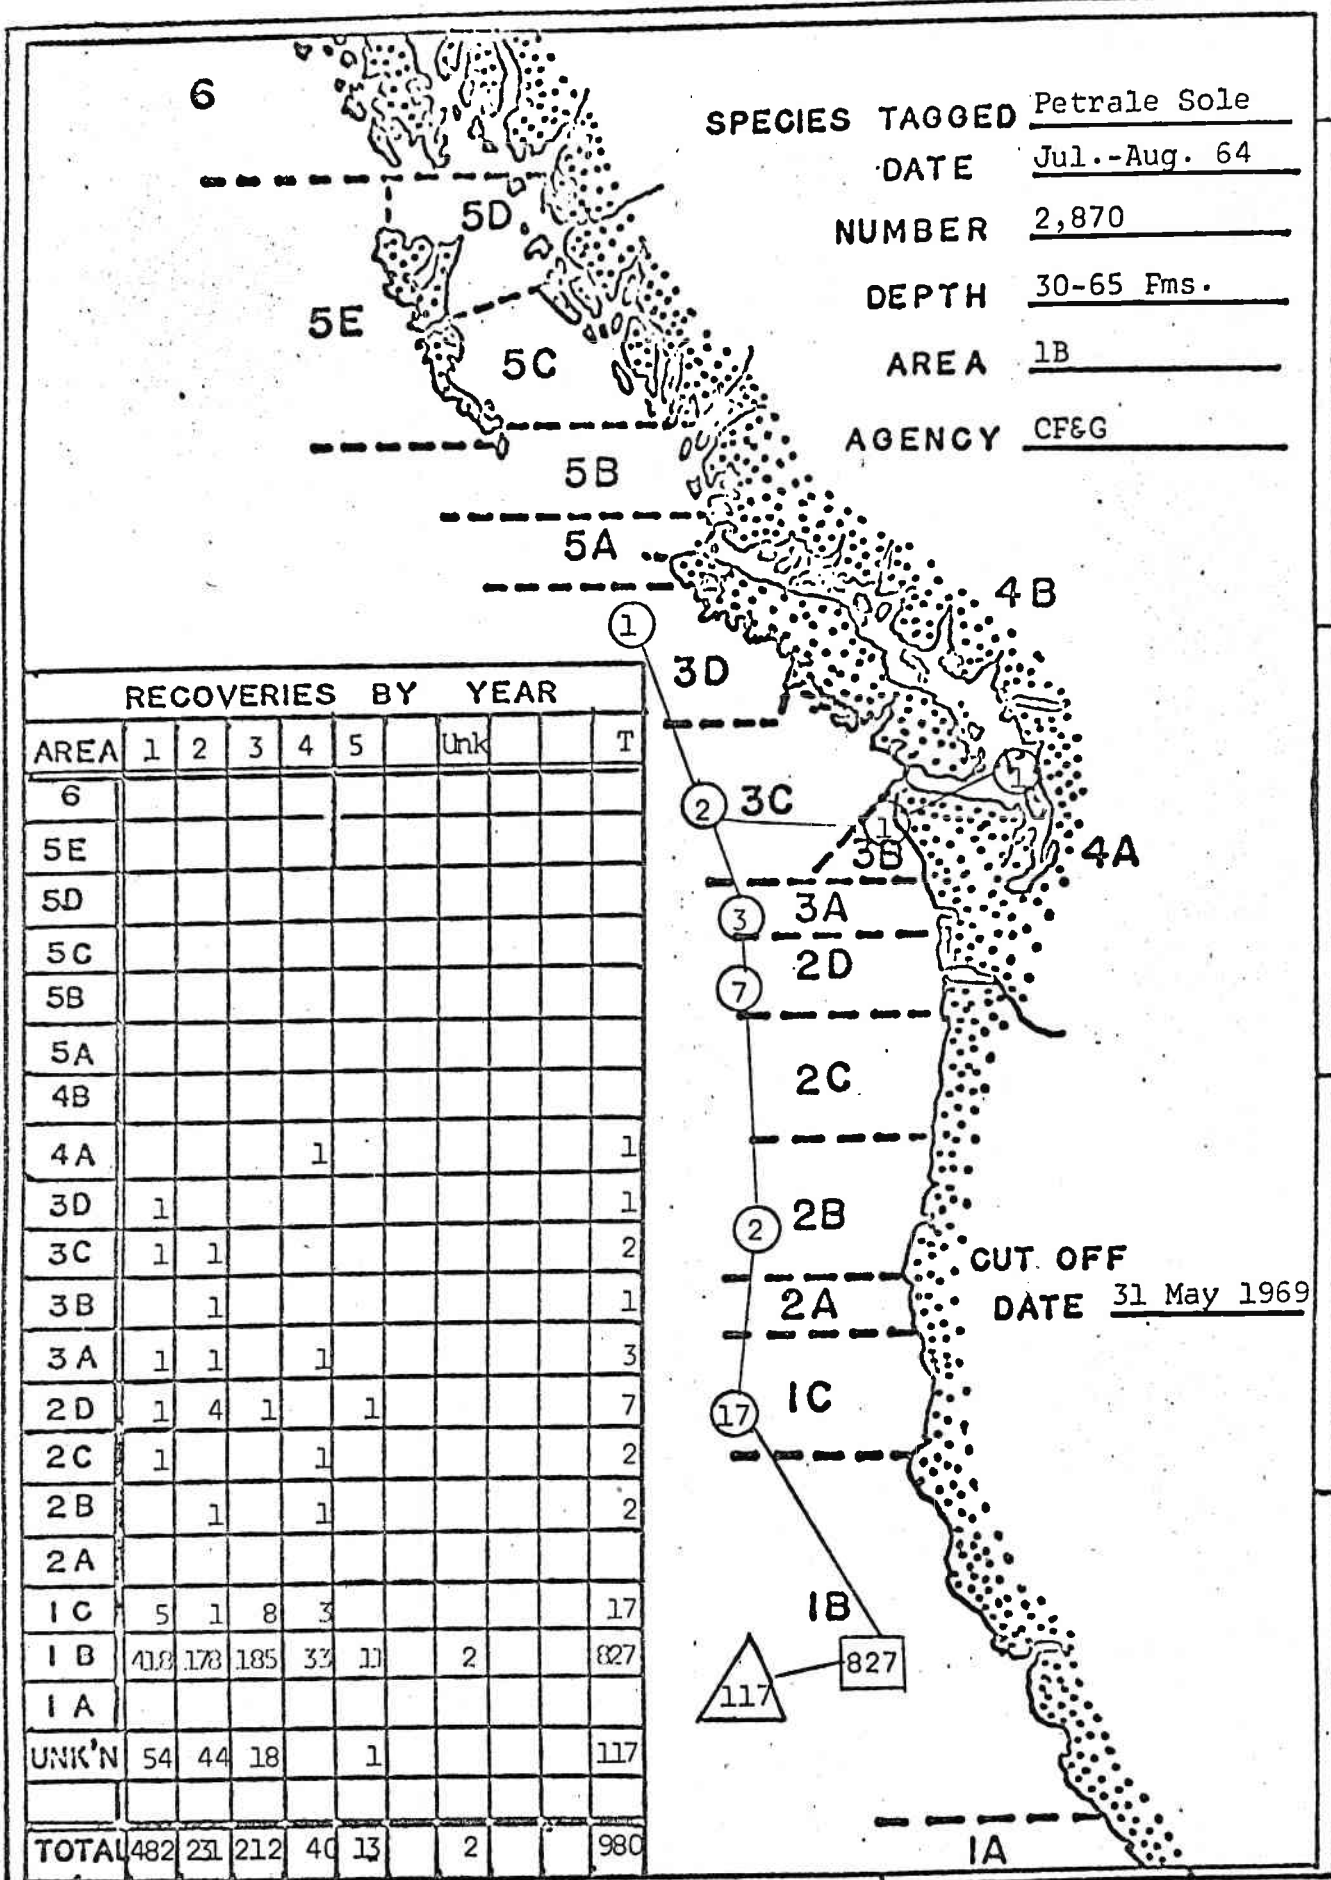 6
SPECIES TAGGED Petrale Sole
DATE Jul.-Aug. 64
5D
NUMBER 2,870
DEPTH 30-65 Fms.
5E
5C
AREA 1B
AGENCY CF&G
5B
5A
4B
1
3D
RECOVERIES BY YEAR
AREA 1 2 3 4 5 Unk T
6
5E
5D
5C
5B
5A
4B
4A 1 1
3D 1 1
3C 1 1 2
3B 1 1
3A 1 1 1 3
2D 1 4 1 1 7
2C 1 1 2
2B 1 1 2
2A
1C 5 1 8 3 17
1B 418 178 185 33 11 2 827
1A
UNK'N 54 44 18 1 117
TOTAL 482 231 212 40 13 2 980
1
2 3C
1
3B
4A
3A
3
2D
7
2C
2B
2
CUT OFF
DATE 31 May 1969
2A
1C
17
1B
827
117
1A